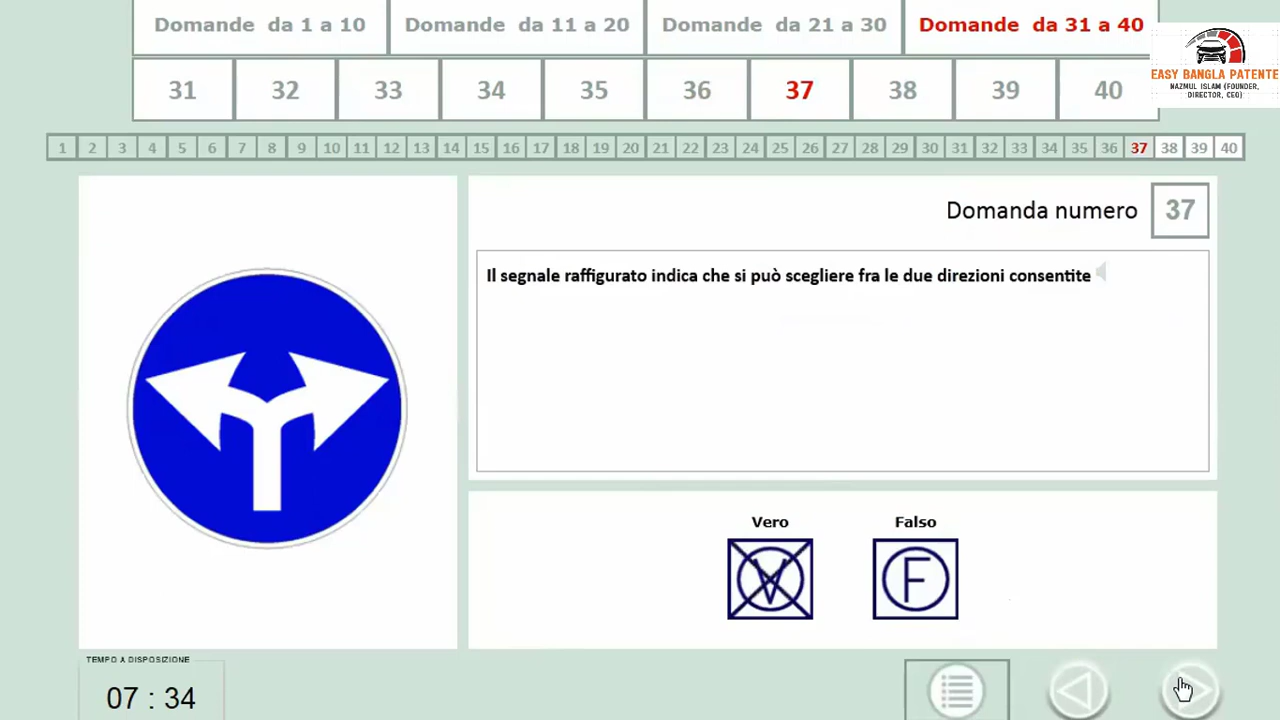 Domande da 1 a 10
Domande da 11 a 20
Domande da 21 a 30
Domande da 31 a 40
31 32 33 34 35 36 37 38 39 40
EASY BANGLA PATENTE
NAZMUL ISLAM (FOUNDER,
DIRECTOR, CEO)
1 2 3 4 5 6 7 8 9 10 11 12 13 14 15 16 17 18 19 20 21 22 23 24 25 26 27 28 29 30 31 32 33 34 35 36 37 38 39 40
Domanda numero 37
Il segnale raffigurato indica che si può scegliere fra le due direzioni consentite
Vero Falso
V F
TEMPO A DISPOSIZIONE
07 : 34